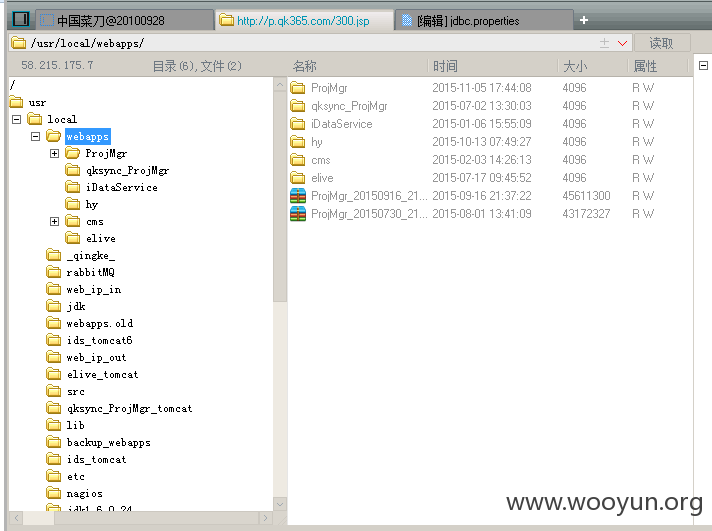 中国菜刀@20100928 http://p.qk365.com/300.jsp [编辑] jdbc.properties +
/usr/local/webapps/ 读取
58.215.175.7 目录(6),文件(2) 名称 时间 大小 属性
/
usr
local
webapps
ProjMgr
qksync_ProjMgr
iDataService
hy
cms
elive
_qingke_
rabbitMQ
web_ip_in
jdk
webapps.old
ids_tomcat6
web_ip_out
elive_tomcat
src
qksync_ProjMgr_tomcat
lib
backup_webapps
ids_tomcat
etc
nagios
jdk1.6.0_24
ProjMgr 2015-11-05 17:44:08 4096 R W
qksync_ProjMgr 2015-07-02 13:30:03 4096 R W
iDataService 2015-01-06 15:55:09 4096 R W
hy 2015-10-13 07:49:27 4096 R W
cms 2015-02-03 14:26:13 4096 R W
elive 2015-07-17 09:45:52 4096 R W
ProjMgr_20150916_21... 2015-09-16 21:37:22 45611300 R W
ProjMgr_20150730_21... 2015-08-01 13:41:09 43172327 R W
www.wooyun.org